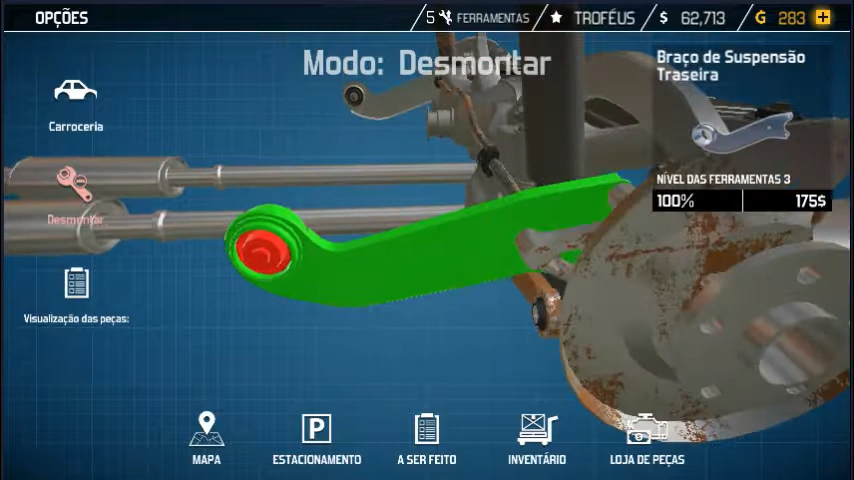 OPÇÕES
5 FERRAMENTAS
TROFÉUS
$ 62,713
G 283 +
Modo: Desmontar
Braço de Suspensão
Traseira
NÍVEL DAS FERRAMENTAS 3
100% 175$
Carroceria
Desmontar
Visualização das peças:
P
MAPA
ESTACIONAMENTO
A SER FEITO
INVENTÁRIO
LOJA DE PEÇAS